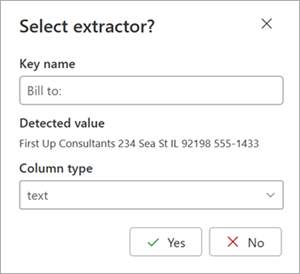 Select extractor?
Key name
Bill to:
Detected value
First Up Consultants 234 Sea St IL 92198 555-1433
Column type
text
Yes
No